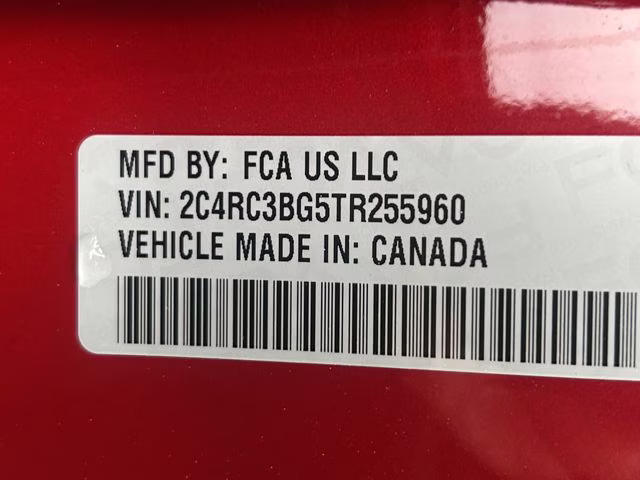 MFD BY: FCA US LLC
VIN: 2C4RC3BG5TR255960
VEHICLE MADE IN: CANADA